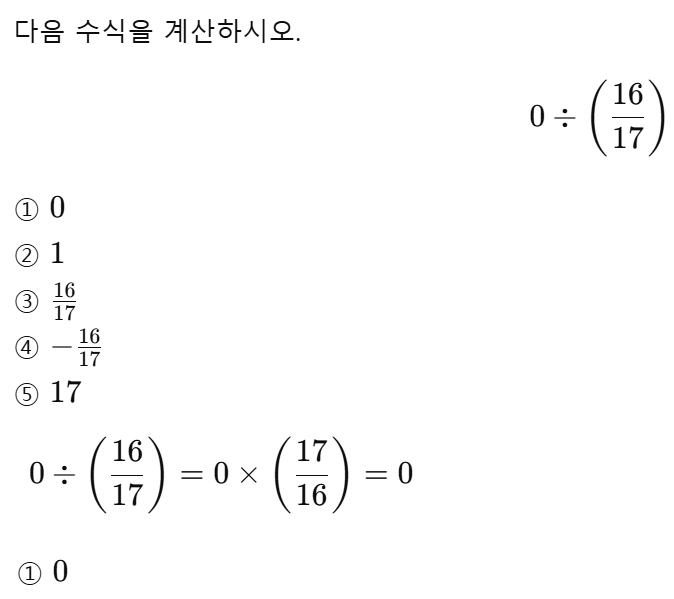 다음 수식을 계산하시오.
0 ÷ (16/17)
① 0
② 1
③ 16/17
④ −16/17
⑤ 17
0 ÷ (16/17) = 0 × (17/16) = 0
① 0